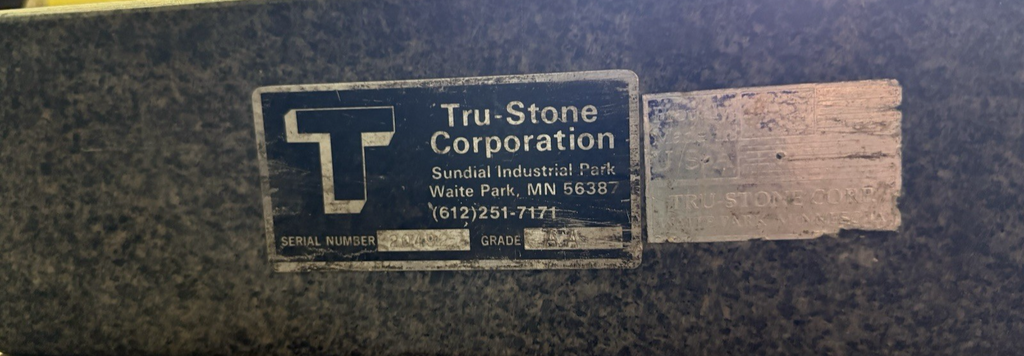 T
Tru-Stone
Corporation
Sundial Industrial Park
Waite Park, MN 56387
(612)251-7171
SERIAL NUMBER
GRADE
TRU-STONE CORP